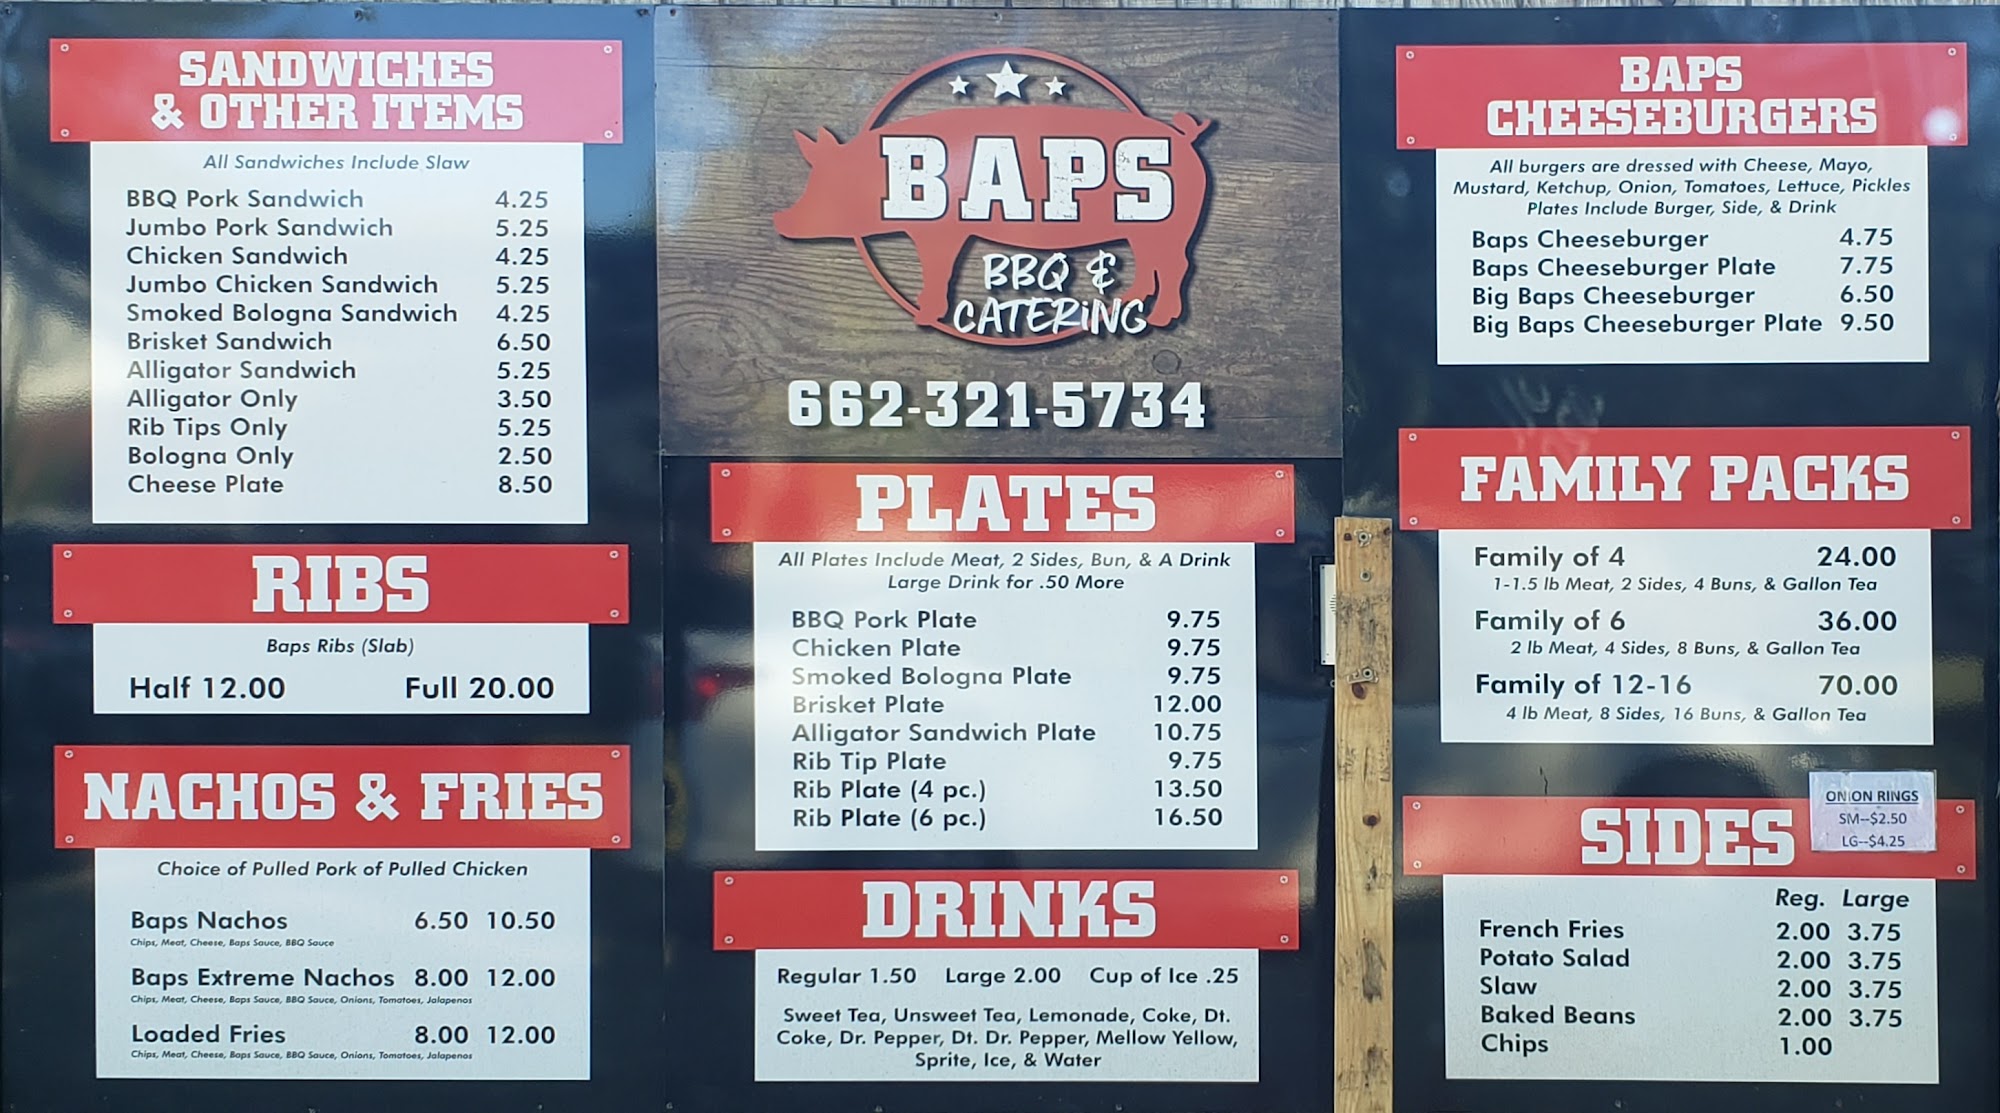 SANDWICHES
& OTHER ITEMS
All Sandwiches Include Slaw
BBQ Pork Sandwich 4.25
Jumbo Pork Sandwich 5.25
Chicken Sandwich 4.25
Jumbo Chicken Sandwich 5.25
Smoked Bologna Sandwich 4.25
Brisket Sandwich 6.50
Alligator Sandwich 5.25
Alligator Only 3.50
Rib Tips Only 5.25
Bologna Only 2.50
Cheese Plate 8.50
RIBS
Baps Ribs (Slab)
Half 12.00 Full 20.00
NACHOS & FRIES
Choice of Pulled Pork of Pulled Chicken
Baps Nachos 6.50 10.50
Chips, Meat, Cheese, Baps Sauce, BBQ Sauce
Baps Extreme Nachos 8.00 12.00
Chips, Meat, Cheese, Baps Sauce, BBQ Sauce, Onions, Tomatoes, Jalapenos
Loaded Fries 8.00 12.00
Chips, Meat, Cheese, Baps Sauce, BBQ Sauce, Onions, Tomatoes, Jalapenos
BAPS
BBQ &
CATERING
662-321-5734
PLATES
All Plates Include Meat, 2 Sides, Bun, & A Drink
Large Drink for .50 More
BBQ Pork Plate 9.75
Chicken Plate 9.75
Smoked Bologna Plate 9.75
Brisket Plate 12.00
Alligator Sandwich Plate 10.75
Rib Tip Plate 9.75
Rib Plate (4 pc.) 13.50
Rib Plate (6 pc.) 16.50
DRINKS
Regular 1.50 Large 2.00 Cup of Ice .25
Sweet Tea, Unsweet Tea, Lemonade, Coke, Dt.
Coke, Dr. Pepper, Dt. Dr. Pepper, Mellow Yellow,
Sprite, Ice, & Water
BAPS
CHEESEBURGERS
All burgers are dressed with Cheese, Mayo,
Mustard, Ketchup, Onion, Tomatoes, Lettuce, Pickles
Plates Include Burger, Side, & Drink
Baps Cheeseburger 4.75
Baps Cheeseburger Plate 7.75
Big Baps Cheeseburger 6.50
Big Baps Cheeseburger Plate 9.50
FAMILY PACKS
Family of 4 24.00
1-1.5 lb Meat, 2 Sides, 4 Buns, & Gallon Tea
Family of 6 36.00
2 lb Meat, 4 Sides, 8 Buns, & Gallon Tea
Family of 12-16 70.00
4 lb Meat, 8 Sides, 16 Buns, & Gallon Tea
ONION RINGS
SM--$2.50
LG--$4.25
SIDES
Reg. Large
French Fries 2.00 3.75
Potato Salad 2.00 3.75
Slaw 2.00 3.75
Baked Beans 2.00 3.75
Chips 1.00